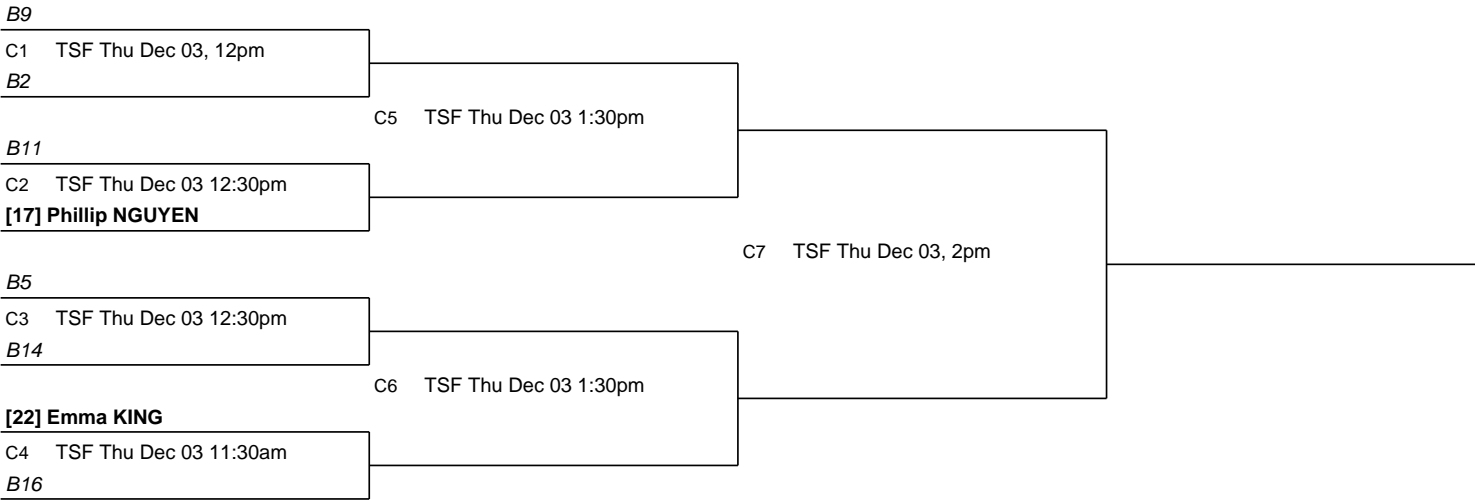 B9
C1 TSF Thu Dec 03, 12pm
B2
C5 TSF Thu Dec 03 1:30pm
B11
C2 TSF Thu Dec 03 12:30pm
[17] Phillip NGUYEN
C7 TSF Thu Dec 03, 2pm
B5
C3 TSF Thu Dec 03 12:30pm
B14
C6 TSF Thu Dec 03 1:30pm
[22] Emma KING
C4 TSF Thu Dec 03 11:30am
B16